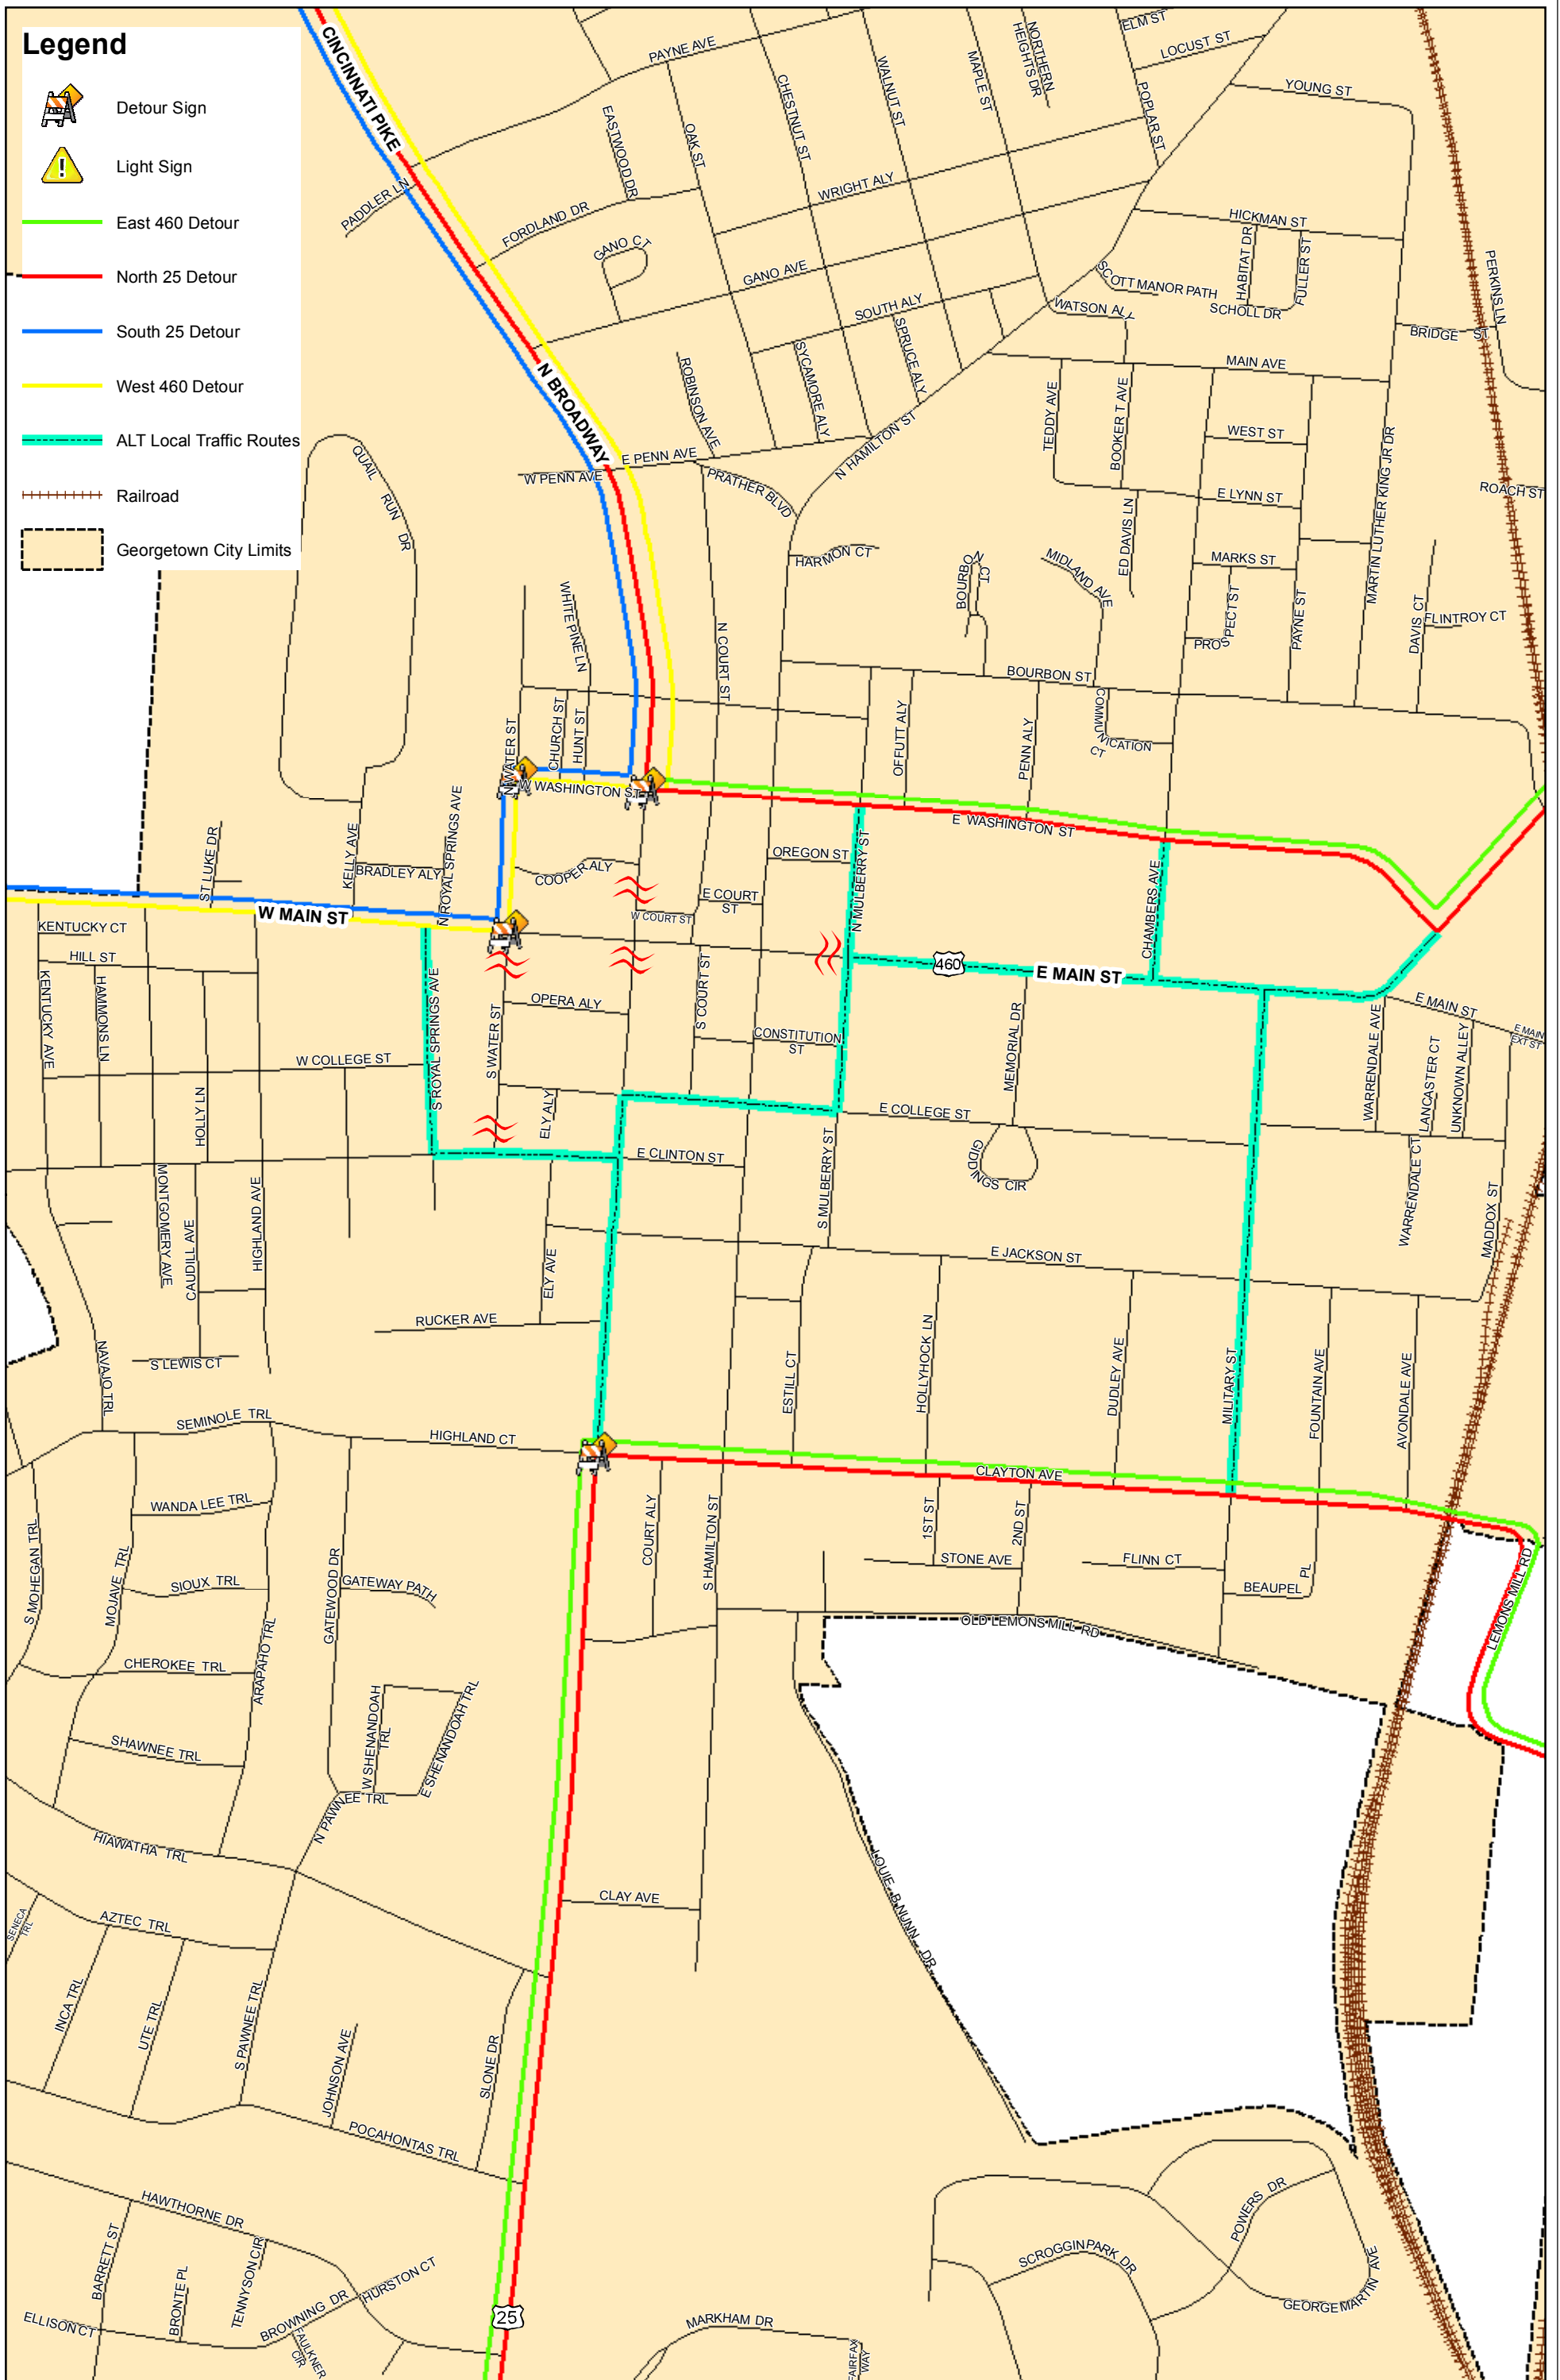 Legend
Detour Sign
Light Sign
East 460 Detour
North 25 Detour
South 25 Detour
West 460 Detour
ALT Local Traffic Routes
Railroad
Georgetown City Limits
CINCINNATI PIKE
PAYNE AVE
CHESTNUT ST
WALNUT ST
MAPLE ST
NORTHERN
HEIGHTS DR
ELM ST
LOCUST ST
POPLAR ST
YOUNG ST
EASTWOOD DR
OAK ST
PADDLER LN
FORDLAND DR
GANO CT
WRIGHT ALY
GANO AVE
SOUTH ALY
HICKMAN ST
HABITAT DR
FULLER ST
PERKINS LN
SCOTT MANOR PATH
SCHOLL DR
WATSON ALY
BRIDGE ST
N BROADWAY
ROBINSON AVE
SYCAMORE ALY
SPRUCE ALY
MAIN AVE
TEDDY AVE
BOOKER T AVE
WEST ST
MARTIN LUTHER KING JR DR
N HAMILTON ST
E PENN AVE
W PENN AVE
PRATHER BLVD
E LYNN ST
ROACH ST
QUAIL RUN DR
HARMON CT
BOURBON CT
MIDLAND AVE
ED DAVIS LN
MARKS ST
PROSPECT ST
PAYNE ST
DAVIS CT
FLINTROY CT
WHITE PINE LN
N COURT ST
BOURBON ST
COMMUNICATION
CT
N WATER ST
CHURCH ST
HUNT ST
OFFUTT ALY
PENN ALY
W WASHINGTON ST
E WASHINGTON ST
ST LUKE DR
KELLY AVE
N ROYAL SPRINGS AVE
BRADLEY ALY
COOPER ALY
OREGON ST
N MULBERRY ST
CHAMBERS AVE
E COURT
ST
W COURT ST
W MAIN ST
KENTUCKY CT
HILL ST
460
E MAIN ST
E MAIN ST
E MAIN
EXT ST
KENTUCKY AVE
HAMMONS LN
S ROYAL SPRINGS AVE
S WATER ST
OPERA ALY
S COURT ST
CONSTITUTION
ST
MEMORIAL DR
WARRENDALE AVE
LANCASTER CT
UNKNOWN ALLEY
W COLLEGE ST
HOLLY LN
ELY ALY
E COLLEGE ST
E CLINTON ST
GIDDINGS CIR
S MULBERRY ST
WARRENDALE CT
MADDOX ST
MONTGOMERY AVE
CAUDILL AVE
HIGHLAND AVE
ELY AVE
E JACKSON ST
RUCKER AVE
S LEWIS CT
NAVAJO TRL
ESTILL CT
HOLLYHOCK LN
DUDLEY AVE
MILITARY ST
FOUNTAIN AVE
AVONDALE AVE
SEMINOLE TRL
HIGHLAND CT
CLAYTON AVE
WANDA LEE TRL
COURT ALY
S HAMILTON ST
1ST ST
2ND ST
STONE AVE
FLINN CT
BEAUPEL PL
LEMONS MILL RD
S MOHEGAN TRL
MOJAVE TRL
SIOUX TRL
GATEWOOD DR
GATEWAY PATH
OLD LEMONS MILL RD
CHEROKEE TRL
ARAPAHO TRL
W SHENANDOAH
TRL
E SHENANDOAH TRL
SHAWNEE TRL
N PAWNEE TRL
HIAWATHA TRL
LOUIE B NUNN DR
CLAY AVE
SENECA
TRL
AZTEC TRL
INCA TRL
UTE TRL
S PAWNEE TRL
JOHNSON AVE
SLONE DR
POCAHONTAS TRL
HAWTHORNE DR
BARRETT ST
BRONTE PL
TENNYSON CIR
BROWNING DR
HURSTON CT
ELLISON CT
FAULKNER
CIR
25
MARKHAM DR
FAIRFAX
WAY
SCROGGIN PARK DR
POWERS DR
GEORGE MARTIN AVE